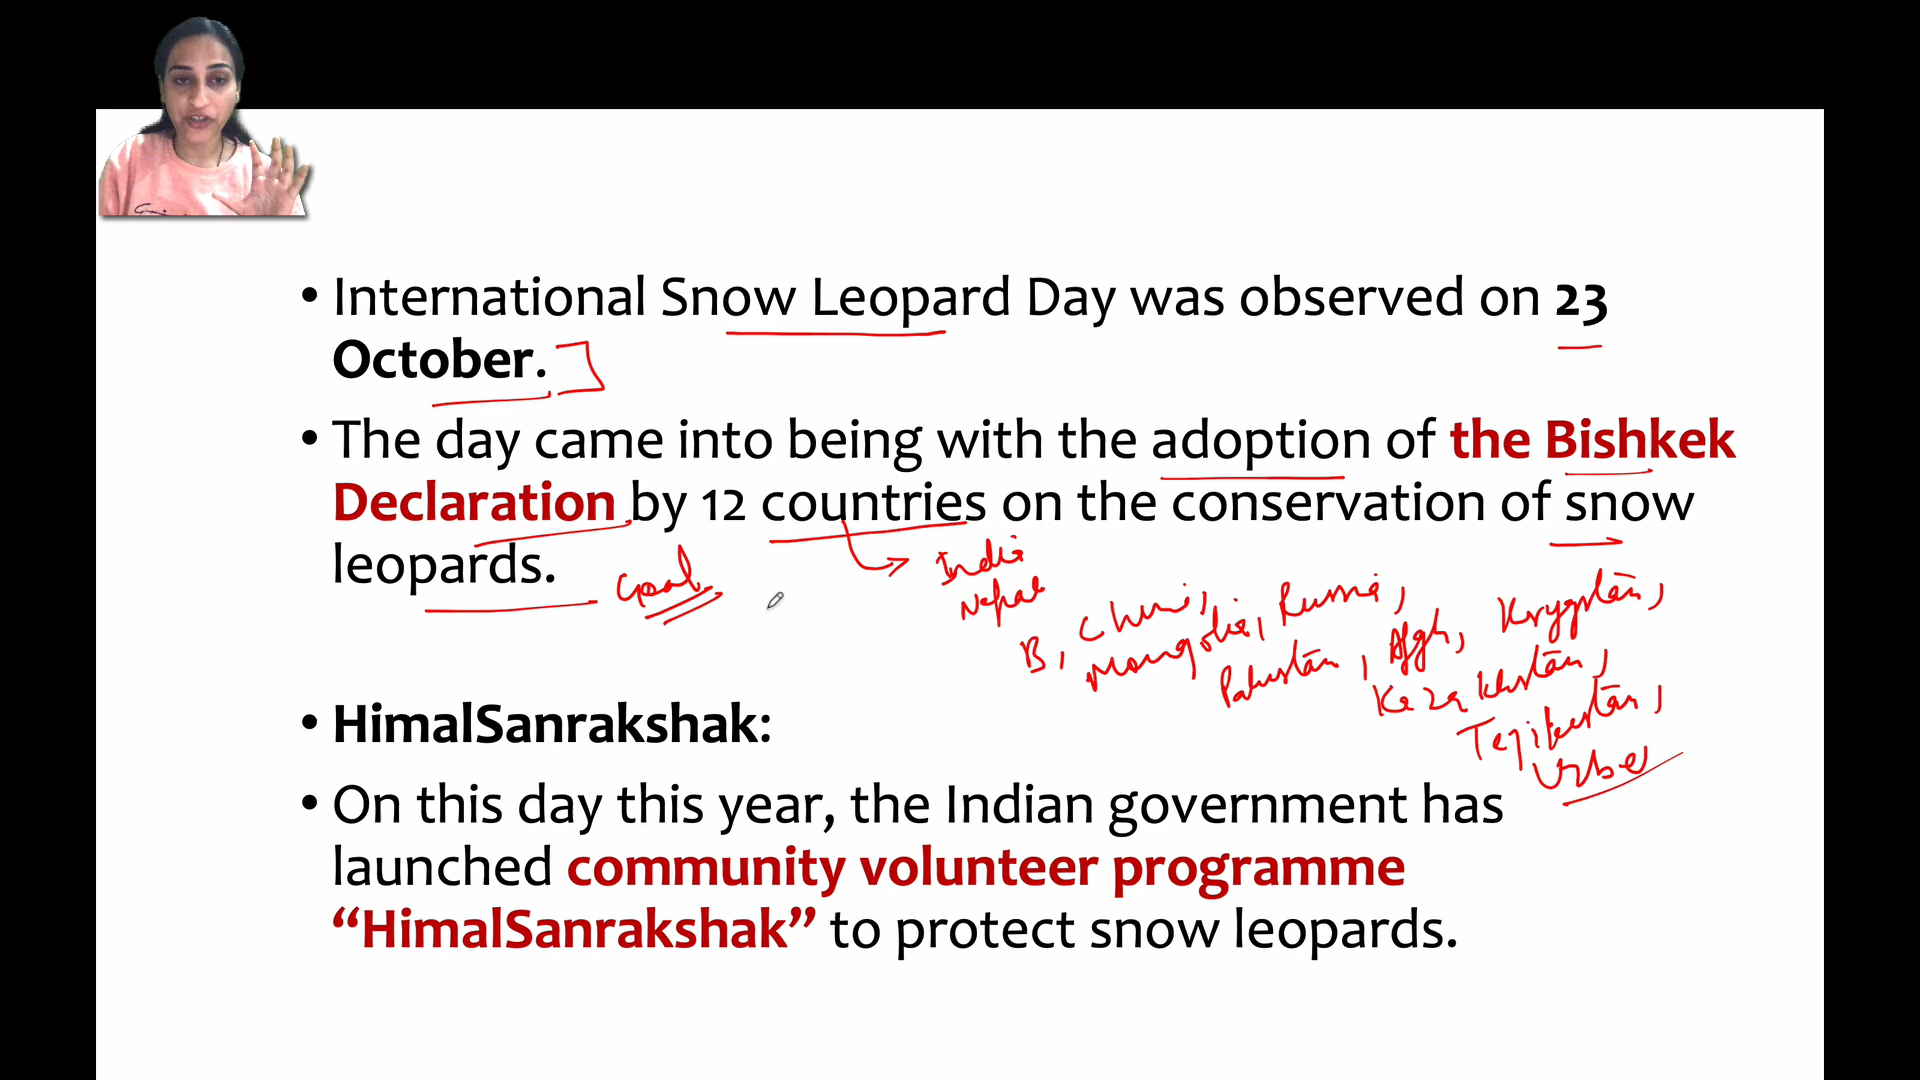 • International Snow Leopard Day was observed on 23
October.
• The day came into being with the adoption of the Bishkek
Declaration by 12 countries on the conservation of snow
leopards.
Goal
India
Nepal
B, China,
Mongolia, Russia,
Pakistan, Afgh, Krygstan,
Kazakhstan,
Tajikistan,
Uzbe
• HimalSanrakshak:
• On this day this year, the Indian government has
launched community volunteer programme
“HimalSanrakshak” to protect snow leopards.